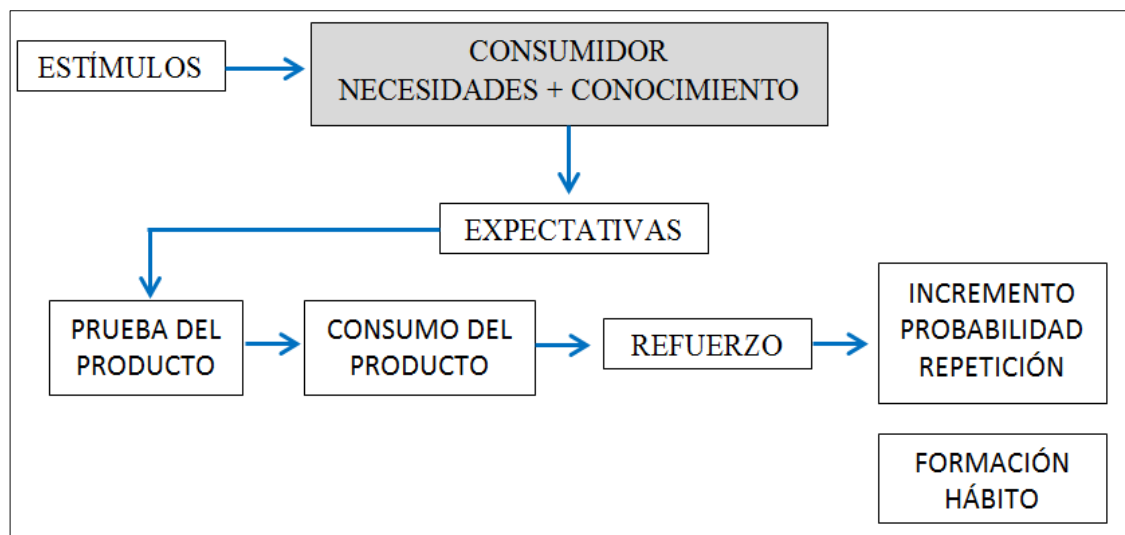 ESTÍMULOS
CONSUMIDOR
NECESIDADES + CONOCIMIENTO
EXPECTATIVAS
PRUEBA DEL
PRODUCTO
CONSUMO DEL
PRODUCTO
REFUERZO
INCREMENTO
PROBABILIDAD
REPETICIÓN
FORMACIÓN
HÁBITO